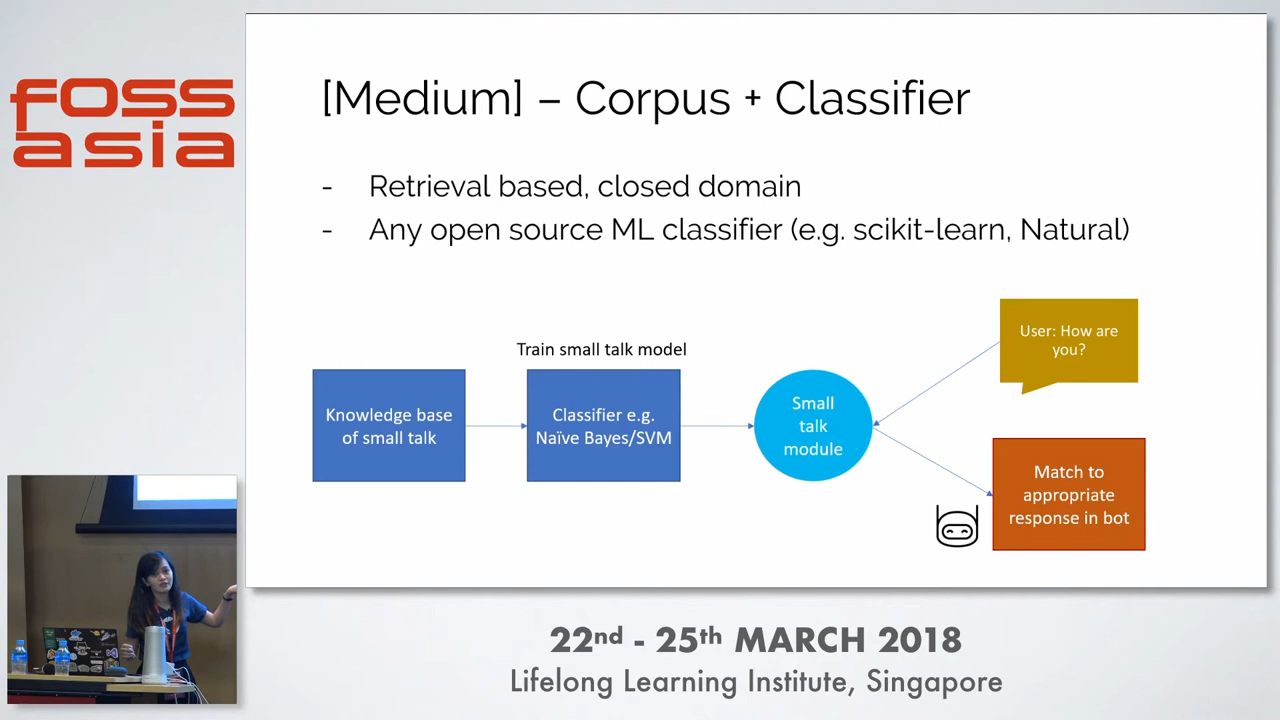 foss
asia
[Medium] – Corpus + Classifier
- Retrieval based, closed domain
- Any open source ML classifier (e.g. scikit-learn, Natural)
Train small talk model
Knowledge base
of small talk
Classifier e.g.
Naïve Bayes/SVM
Small
talk
module
User: How are
you?
Match to
appropriate
response in bot
22nd - 25th MARCH 2018
Lifelong Learning Institute, Singapore